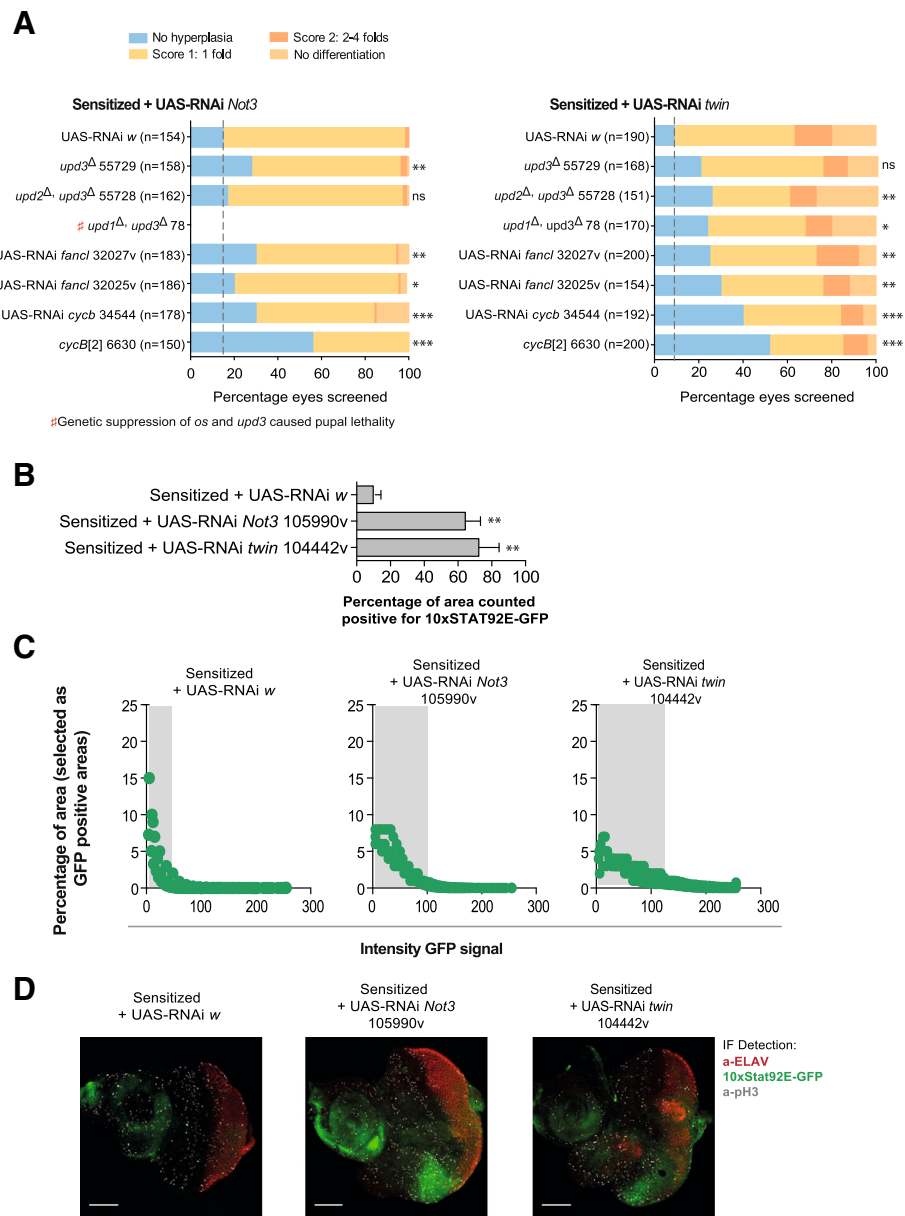 A
No hyperplasia
Score 2: 2-4 folds
Score 1: 1 fold
No differentiation
Sensitized + UAS-RNAi Not3
UAS-RNAi w (n=154)
upd3Δ 55729 (n=158)
**
upd2Δ, upd3Δ 55728 (n=162)
ns
♯ upd1Δ, upd3Δ 78
UAS-RNAi fancl 32027v (n=183)
**
UAS-RNAi fancl 32025v (n=186)
*
UAS-RNAi cycb 34544 (n=178)
***
cycB[2] 6630 (n=150)
***
0 20 40 60 80 100
Percentage eyes screened
♯Genetic suppression of os and upd3 caused pupal lethality
Sensitized + UAS-RNAi twin
UAS-RNAi w (n=190)
upd3Δ 55729 (n=168)
ns
upd2Δ, upd3Δ 55728 (151)
**
upd1Δ, upd3Δ 78 (n=170)
*
UAS-RNAi fancl 32027v (n=200)
**
UAS-RNAi fancl 32025v (n=154)
**
UAS-RNAi cycb 34544 (n=192)
***
cycB[2] 6630 (n=200)
***
0 20 40 60 80 100
Percentage eyes screened
B
Sensitized + UAS-RNAi w
Sensitized + UAS-RNAi Not3 105990v
**
Sensitized + UAS-RNAi twin 104442v
**
0 20 40 60 80 100
Percentage of area counted
positive for 10xSTAT92E-GFP
C
Percentage of area (selected as
GFP positive areas)
Sensitized
+ UAS-RNAi w
25
20
15
10
5
0
0 100 200 300
Sensitized
+ UAS-RNAi Not3
105990v
25
20
15
10
5
0
0 100 200 300
Sensitized
+ UAS-RNAi twin
104442v
25
20
15
10
5
0
0 100 200 300
Intensity GFP signal
D
Sensitized
+ UAS-RNAi w
Sensitized
+ UAS-RNAi Not3
105990v
Sensitized
+ UAS-RNAi twin
104442v
IF Detection:
a-ELAV
10xStat92E-GFP
a-pH3